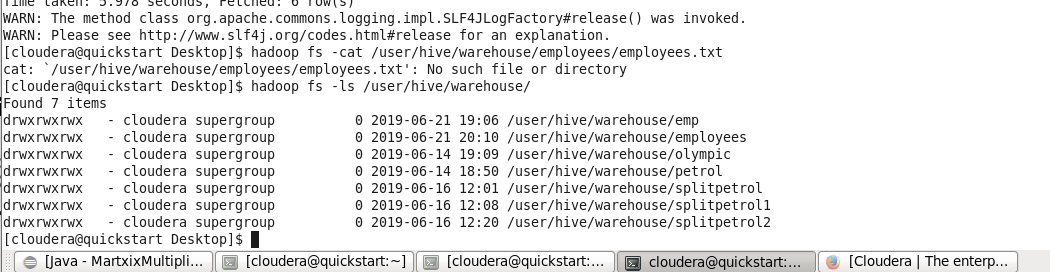 Time taken: 5.978 seconds, Fetched: 6 row(s)
WARN: The method class org.apache.commons.logging.impl.SLF4JLogFactory#release() was invoked.
WARN: Please see http://www.slf4j.org/codes.html#release for an explanation.
[cloudera@quickstart Desktop]$ hadoop fs -cat /user/hive/warehouse/employees/employees.txt
cat: `/user/hive/warehouse/employees/employees.txt': No such file or directory
[cloudera@quickstart Desktop]$ hadoop fs -ls /user/hive/warehouse/
Found 7 items
drwxrwxrwx   - cloudera supergroup          0 2019-06-21 19:06 /user/hive/warehouse/emp
drwxrwxrwx   - cloudera supergroup          0 2019-06-21 20:10 /user/hive/warehouse/employees
drwxrwxrwx   - cloudera supergroup          0 2019-06-14 19:09 /user/hive/warehouse/olympic
drwxrwxrwx   - cloudera supergroup          0 2019-06-14 18:50 /user/hive/warehouse/petrol
drwxrwxrwx   - cloudera supergroup          0 2019-06-16 12:01 /user/hive/warehouse/splitpetrol
drwxrwxrwx   - cloudera supergroup          0 2019-06-16 12:08 /user/hive/warehouse/splitpetrol1
drwxrwxrwx   - cloudera supergroup          0 2019-06-16 12:20 /user/hive/warehouse/splitpetrol2
[cloudera@quickstart Desktop]$
[Java - MartxixMultipli... [cloudera@quickstart:~] [cloudera@quickstart:... cloudera@quickstart:... [Cloudera | The enterp...